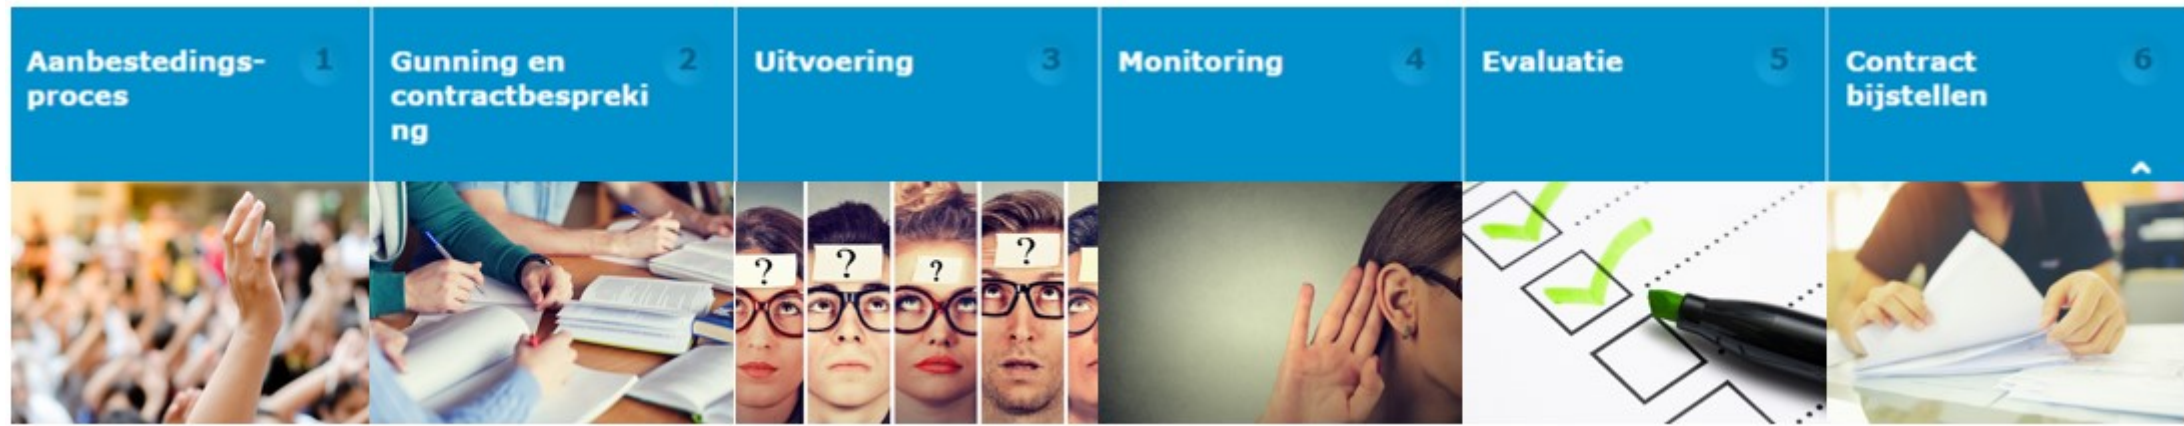 Aanbestedings-
proces
1
Gunning en
contractbespreki
ng
2
Uitvoering
3
Monitoring
4
Evaluatie
5
Contract
bijstellen
6
?
?
?
?